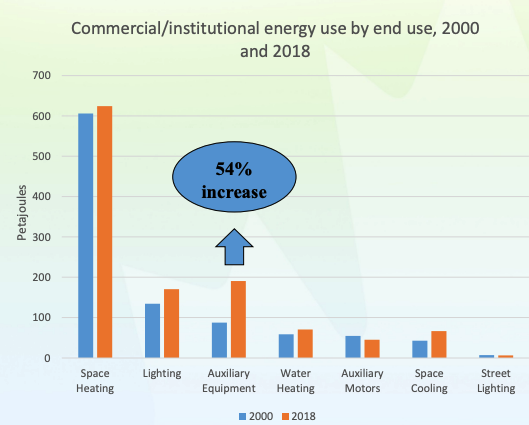 Commercial/institutional energy use by end use, 2000
and 2018
700
600
500
400
300
200
100
0
Petajoules
54%
increase
Space
Heating
Lighting
Auxiliary
Equipment
Water
Heating
Auxiliary
Motors
Space
Cooling
Street
Lighting
2000
2018